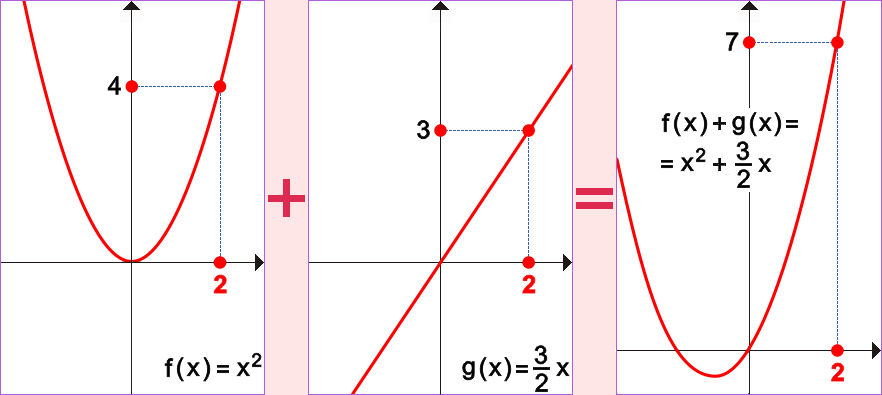 4
2
f(x) = x²
+
3
2
g(x)=3/2 x
=
7
f(x)+g(x)=
= x² + 3/2 x
2